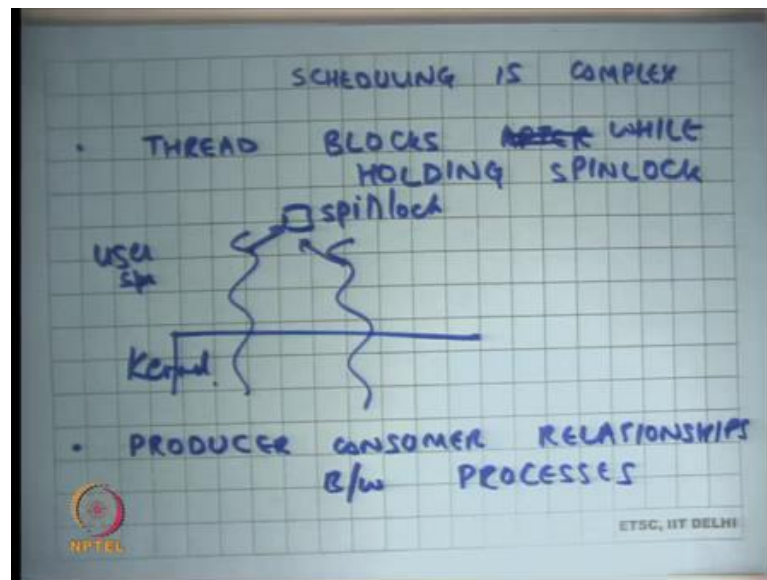 SCHEDULING IS COMPLEX
• THREAD BLOCKS WHILE
HOLDING SPINLOCK
spinlock
user
Kernel.
• PRODUCER CONSUMER RELATIONSHIPS
B/w PROCESSES
NPTEL
ETSC, IIT DELHI